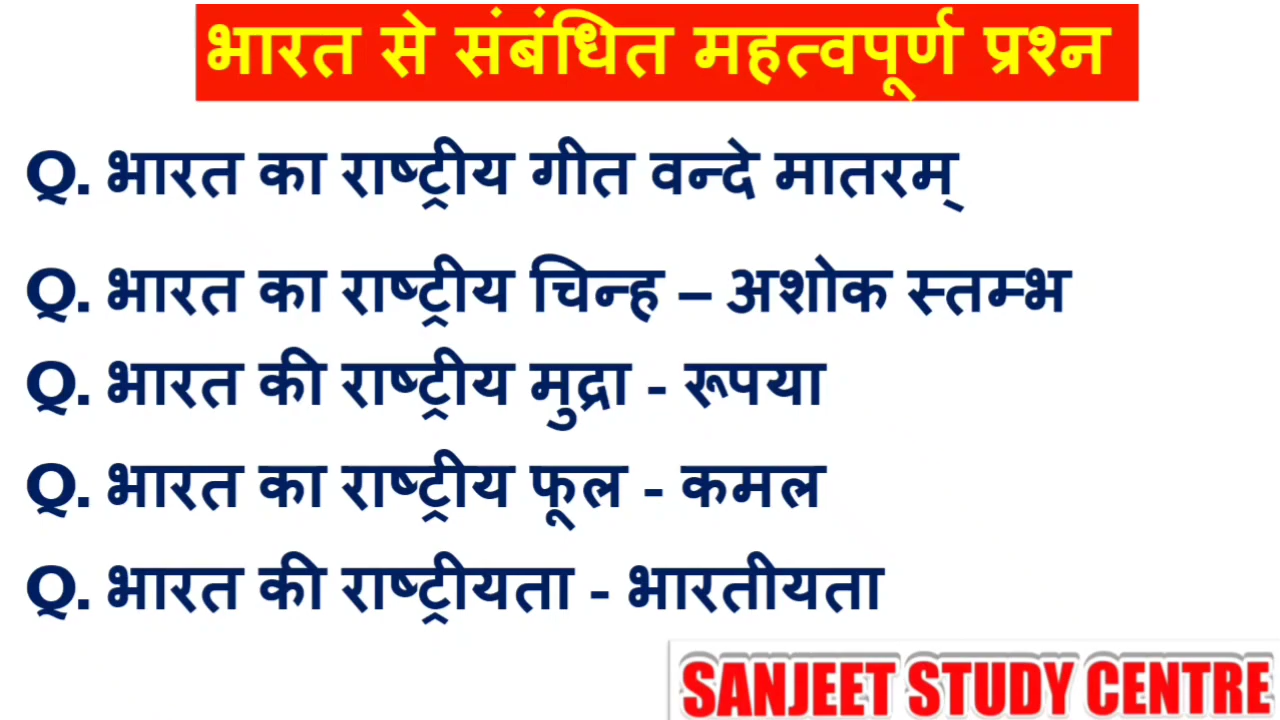 भारत से संबंधित महत्वपूर्ण प्रश्न
Q. भारत का राष्ट्रीय गीत वन्दे मातरम्
Q. भारत का राष्ट्रीय चिन्ह – अशोक स्तम्भ
Q. भारत की राष्ट्रीय मुद्रा - रूपया
Q. भारत का राष्ट्रीय फूल - कमल
Q. भारत की राष्ट्रीयता - भारतीयता
SANJEET STUDY CENTRE